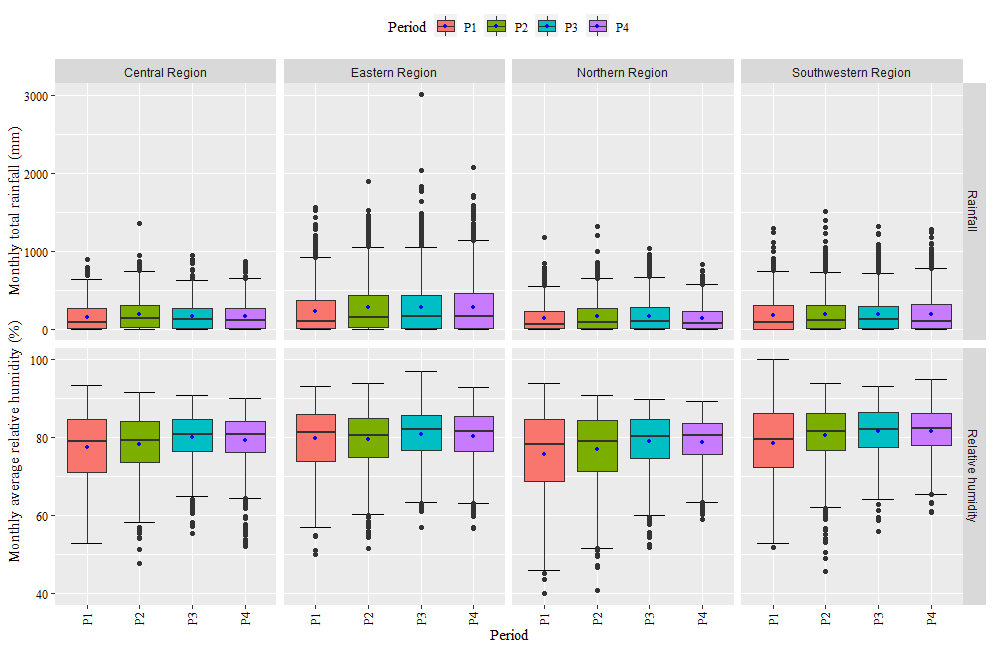 Period P1 P2 P3 P4
Central Region Eastern Region Northern Region Southwestern Region
Monthly total rainfall (mm)
3000
2000
1000
0
Rainfall
Monthly average relative humidity (%)
100
80
60
40
Relative humidity
P1 P2 P3 P4 P1 P2 P3 P4 P1 P2 P3 P4 P1 P2 P3 P4
Period